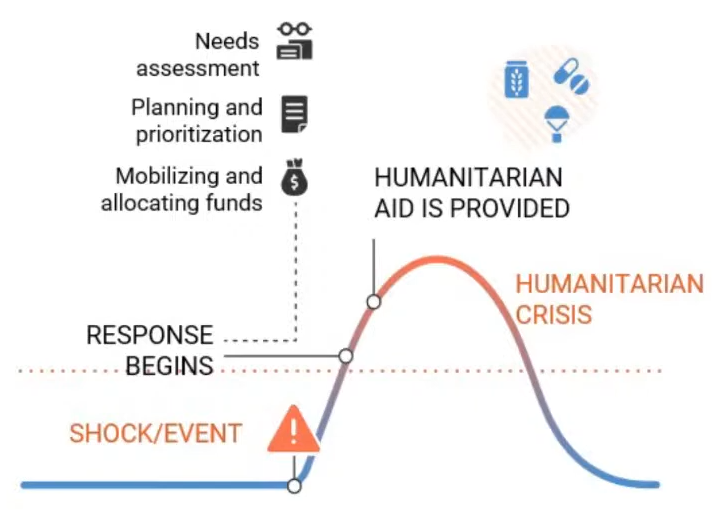 Needs
assessment
Planning and
prioritization
Mobilizing and
allocating funds
$
HUMANITARIAN
AID IS PROVIDED
HUMANITARIAN
CRISIS
RESPONSE
BEGINS
!
SHOCK/EVENT